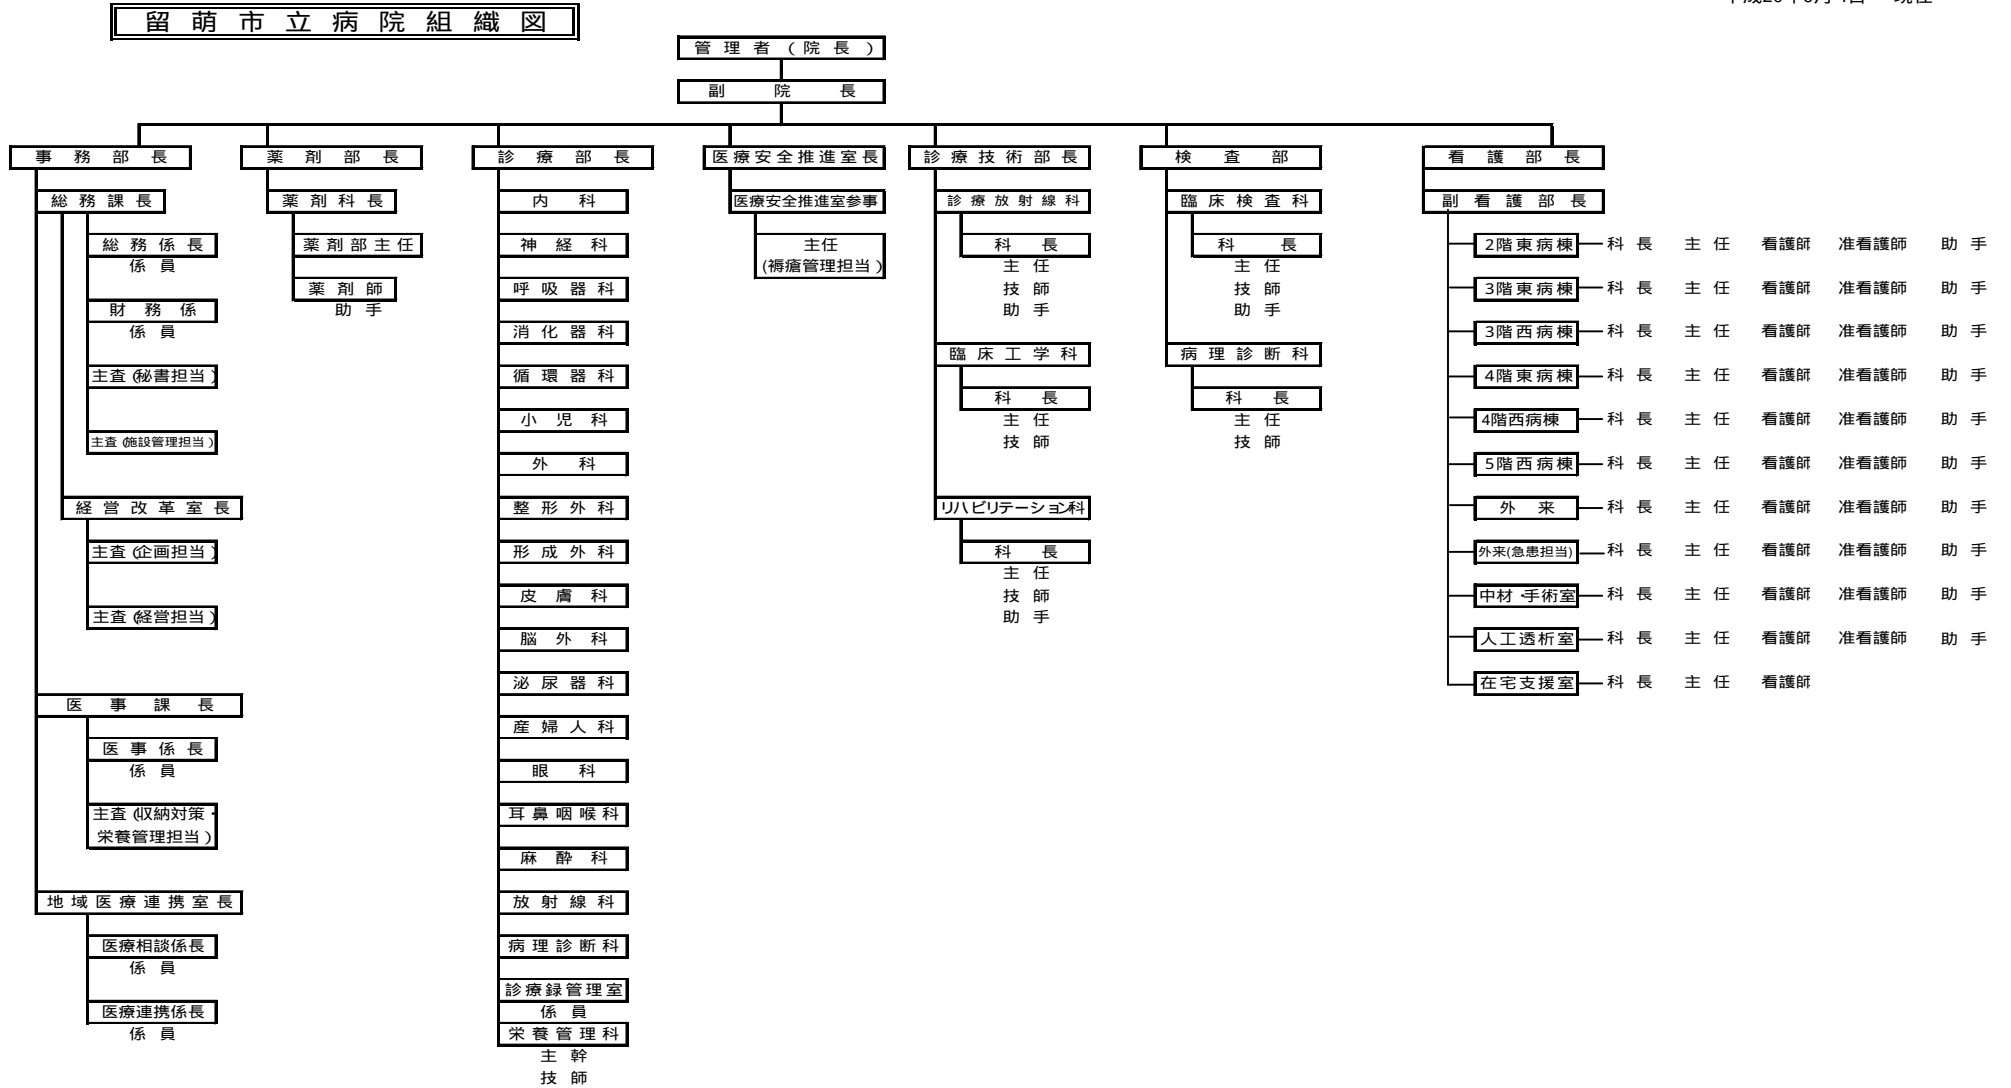 留萌市立病院組織図
管理者(院長)
副院長
事務部長
総務課長
総務係長
係員
財務係
係員
主査(秘書担当)
主査(施設管理担当)
経営改革室長
主査(企画担当)
主査(経営担当)
医事課長
医事係長
係員
主査(収納対策・
栄養管理担当)
地域医療連携室長
医療相談係長
係員
医療連携係長
係員
薬剤部長
薬剤科長
薬剤部主任
薬剤師
助手
診療部長
内科
神経科
呼吸器科
消化器科
循環器科
小児科
外科
整形外科
形成外科
皮膚科
脳外科
泌尿器科
産婦人科
眼科
耳鼻咽喉科
麻酔科
放射線科
病理診断科
診療録管理室
係員
栄養管理科
主幹
技師
医療安全推進室長
医療安全推進室参事
主任
(褥瘡管理担当)
診療技術部長
診療放射線科
科長
主任
技師
助手
臨床工学科
科長
主任
技師
リハビリテーション科
科長
主任
技師
助手
検査部
臨床検査科
科長
主任
技師
助手
病理診断科
科長
主任
技師
看護部長
副看護部長
2階東病棟 科長 主任 看護師 准看護師 助手
3階東病棟 科長 主任 看護師 准看護師 助手
3階西病棟 科長 主任 看護師 准看護師 助手
4階東病棟 科長 主任 看護師 准看護師 助手
4階西病棟 科長 主任 看護師 准看護師 助手
5階西病棟 科長 主任 看護師 准看護師 助手
外来 科長 主任 看護師 准看護師 助手
外来(急患担当) 科長 主任 看護師 准看護師 助手
中材・手術室 科長 主任 看護師 准看護師 助手
人工透析室 科長 主任 看護師 准看護師 助手
在宅支援室 科長 主任 看護師